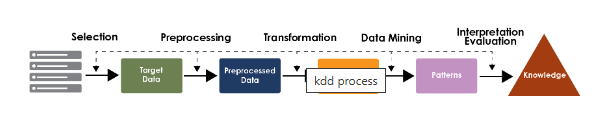 Selection
Preprocessing
Transformation
Data Mining
Interpretation
Evaluation
Target
Data
Preprocessed
Data
kdd process
Patterns
Knowledge